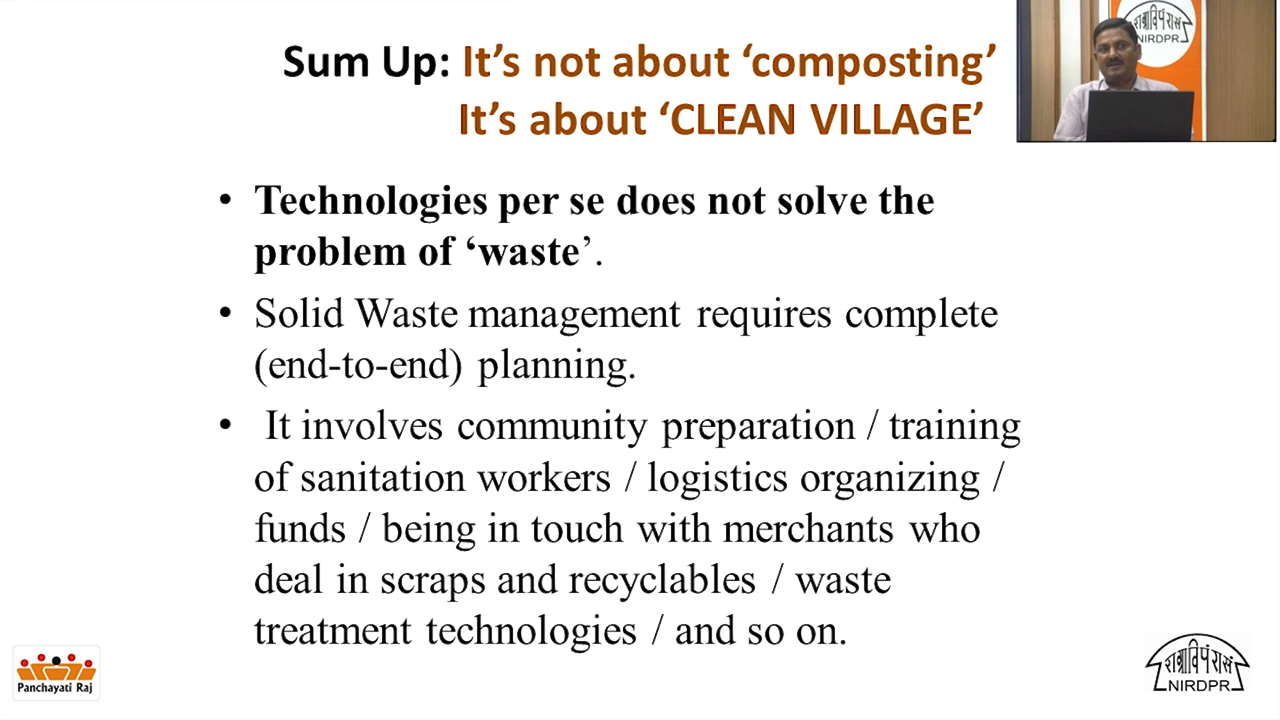 Sum Up: It’s not about ‘composting’
It’s about ‘CLEAN VILLAGE’
NIRDPR
• Technologies per se does not solve the
problem of ‘waste’.
• Solid Waste management requires complete
(end-to-end) planning.
• It involves community preparation / training
of sanitation workers / logistics organizing /
funds / being in touch with merchants who
deal in scraps and recyclables / waste
treatment technologies / and so on.
Panchayati Raj
NIRDPR